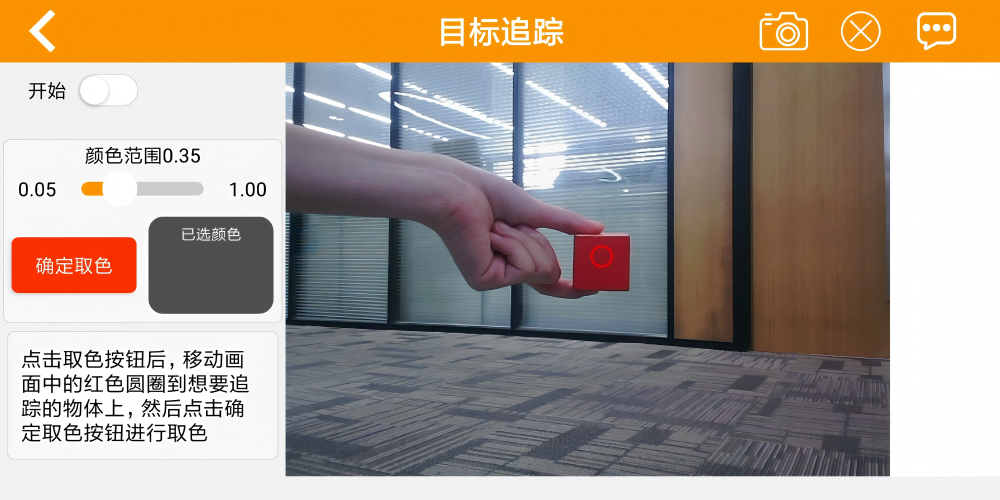 目标追踪
开始
颜色范围0.35
0.05
1.00
确定取色
已选颜色
点击取色按钮后，移动画
面中的红色圆圈到想要追
踪的物体上，然后点击确
定取色按钮进行取色